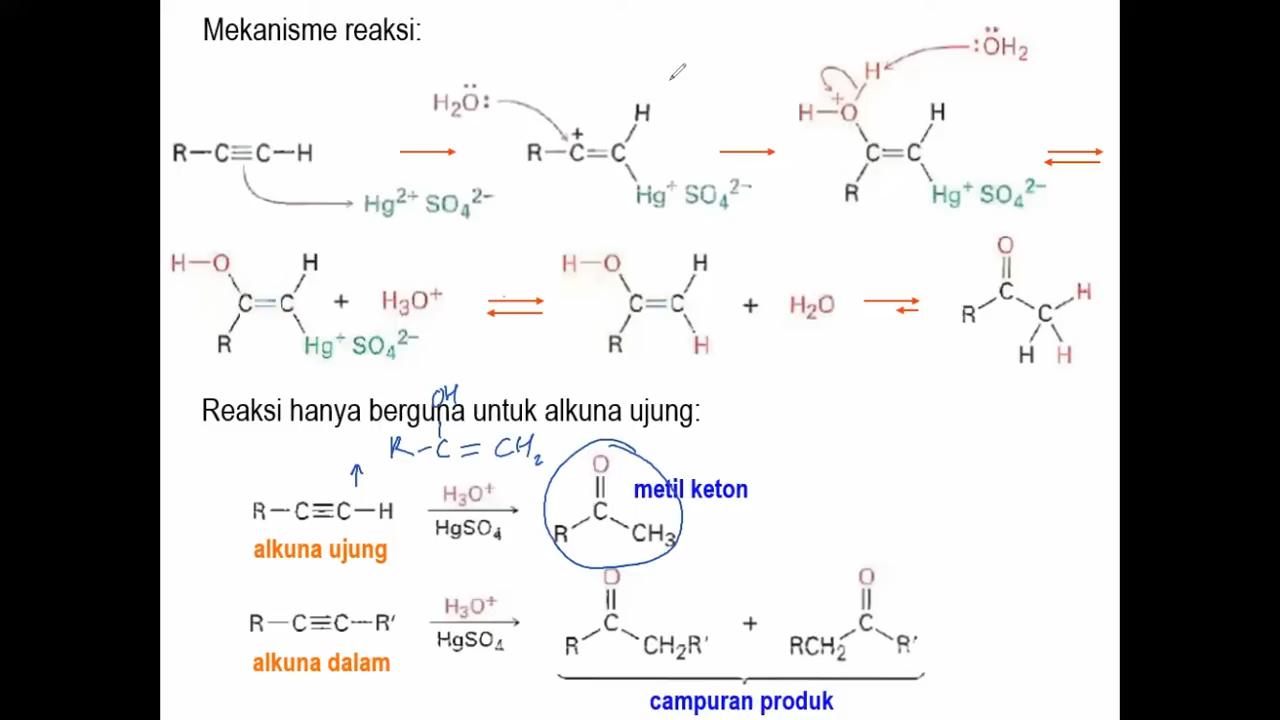 Mekanisme reaksi:
H₂Ö: H :ÖH₂
R−C≡C−H R−C⁺=C H H−O⁺ H C=C H
Hg²⁺ SO₄²⁻ Hg⁺ SO₄²⁻ R Hg⁺ SO₄²⁻
H−O H H−O H O
C=C + H₃O⁺ C=C + H₂O R C C H
R Hg⁺ SO₄²⁻ R H H H
OH
Reaksi hanya berguna untuk alkuna ujung:
R−C=CH₂
O
R−C≡C−H H₃O⁺ C metil keton
alkuna ujung HgSO₄ R CH₃
O O
R−C≡C−R′ H₃O⁺ C + C
alkuna dalam HgSO₄ R CH₂R′ RCH₂ R′
campuran produk